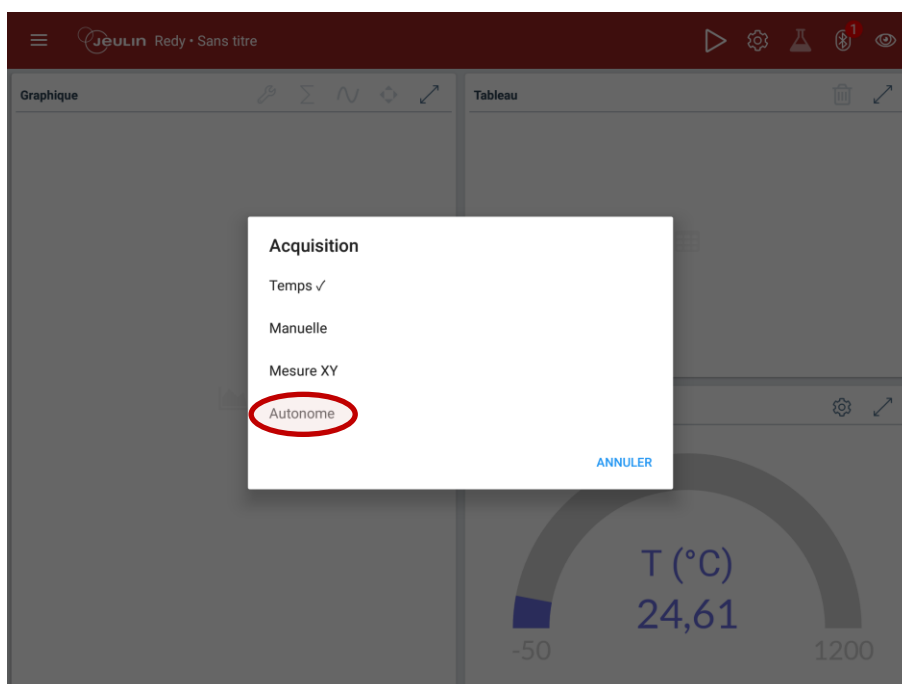 Jeulin Redy • Sans titre
1
Graphique
Tableau
Acquisition
Temps ✓
Manuelle
Mesure XY
Autonome
ANNULER
T (°C)
24,61
-50
1200